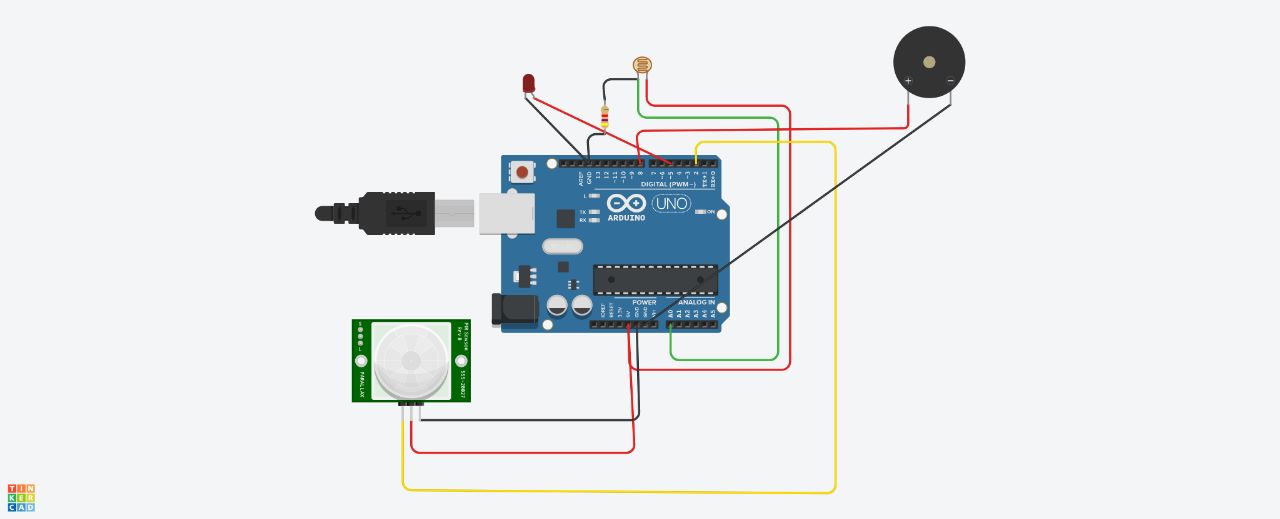 +
−
AREF
GND
13
12
~11
~10
~9
8
7
~6
~5
4
~3
2
TX→1
RX←0
DIGITAL (PWM~)
L
TX
RX
ARDUINO
UNO
ON
POWER
ANALOG IN
IOREF
RESET
3.3V
5V
GND
GND
Vin
A0
A1
A2
A3
A4
A5
PIR Sensor
Rev B
PARALLAX
555-28027
TIN
KER
CAD